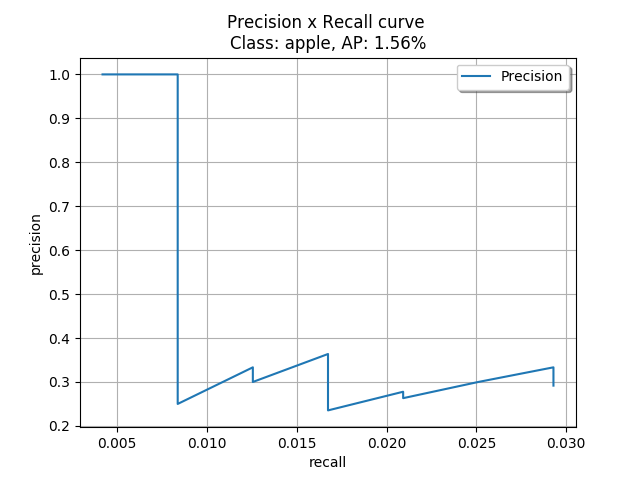 Precision x Recall curve
Class: apple, AP: 1.56%
Precision
1.0
0.9
0.8
0.7
0.6
0.5
0.4
0.3
0.2
precision
0.005 0.010 0.015 0.020 0.025 0.030
recall